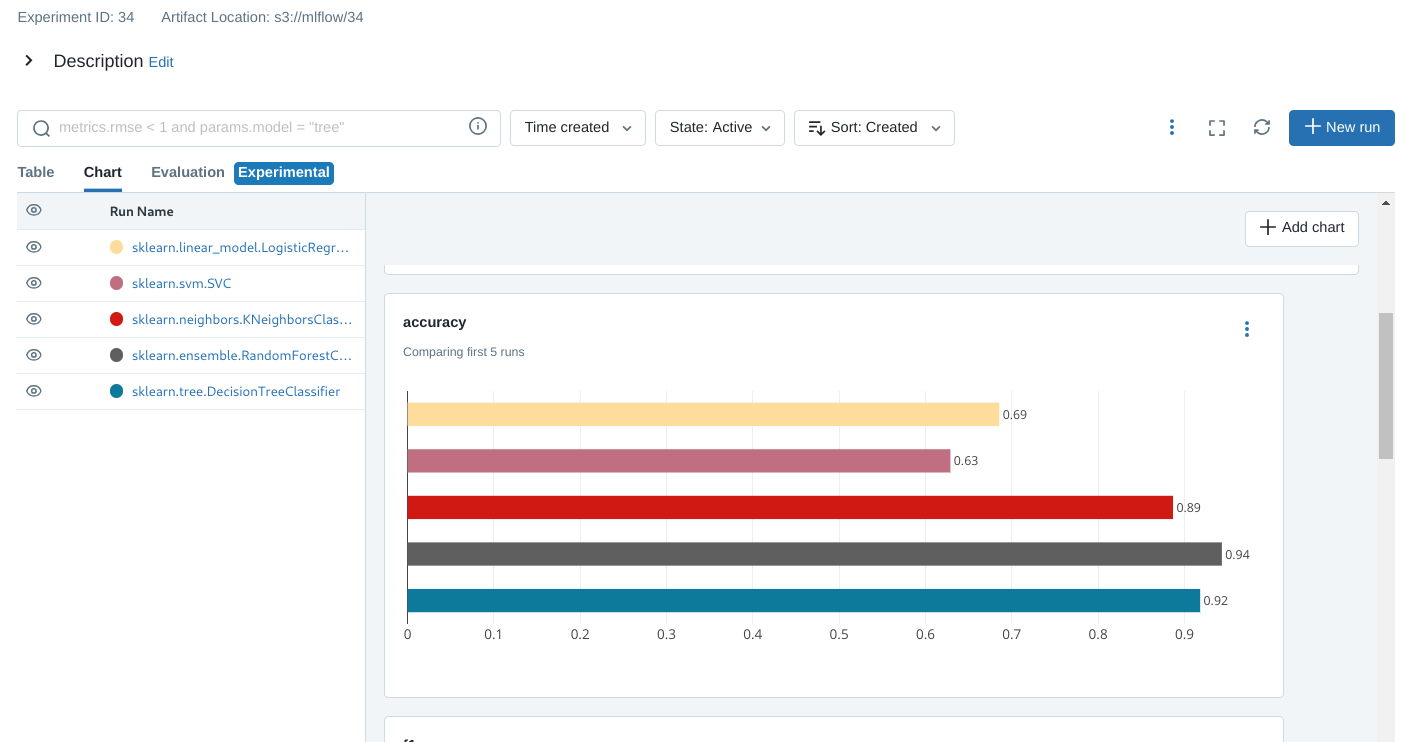 Experiment ID: 34 Artifact Location: s3://mlflow/34
Description Edit
metrics.rmse < 1 and params.model = "tree" Time created State: Active Sort: Created New run
Table Chart Evaluation Experimental
Run Name
Add chart
sklearn.linear_model.LogisticRegr...
sklearn.svm.SVC
sklearn.neighbors.KNeighborsClas...
sklearn.ensemble.RandomForestC...
sklearn.tree.DecisionTreeClassifier
accuracy
Comparing first 5 runs
0.69
0.63
0.89
0.94
0.92
0 0.1 0.2 0.3 0.4 0.5 0.6 0.7 0.8 0.9